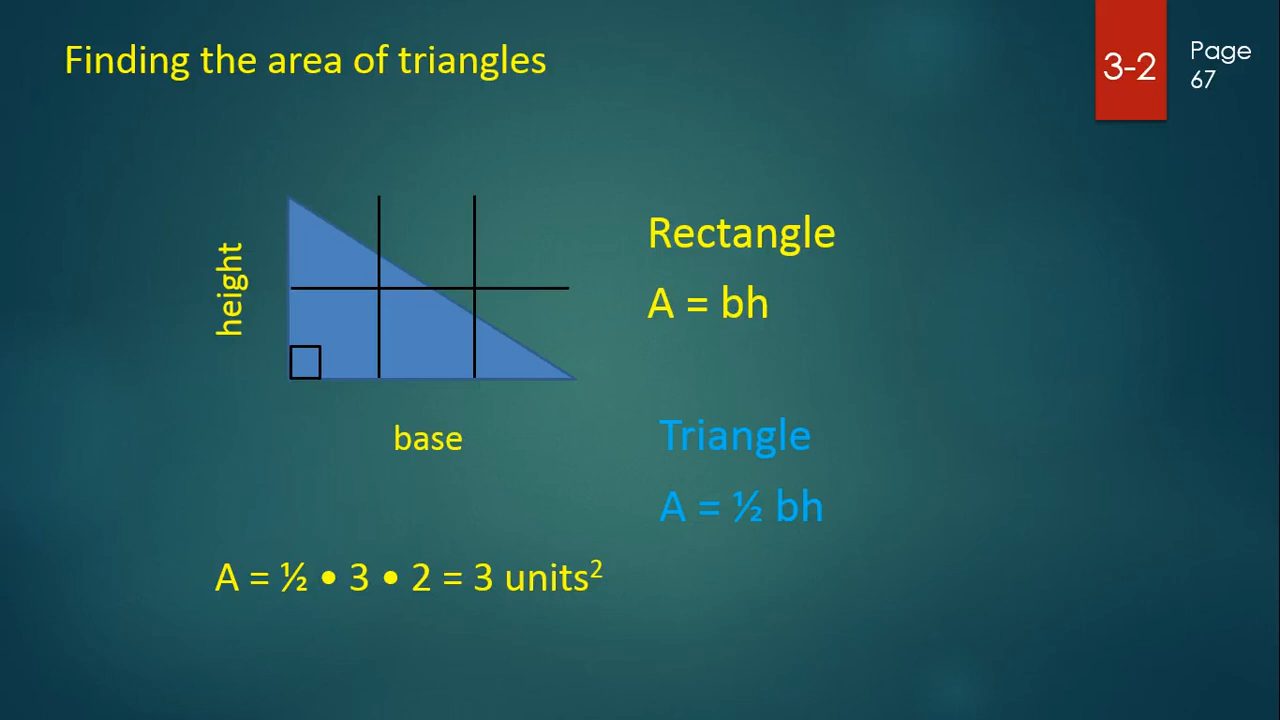 Finding the area of triangles
3-2
Page
67
height
base
Rectangle
A = bh
Triangle
A = ½ bh
A = ½ • 3 • 2 = 3 units²